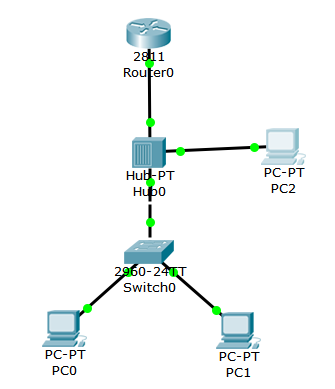 2811
Router0
Hub-PT
Hub0
PC-PT
PC2
2960-24TT
Switch0
PC-PT
PC0
PC-PT
PC1